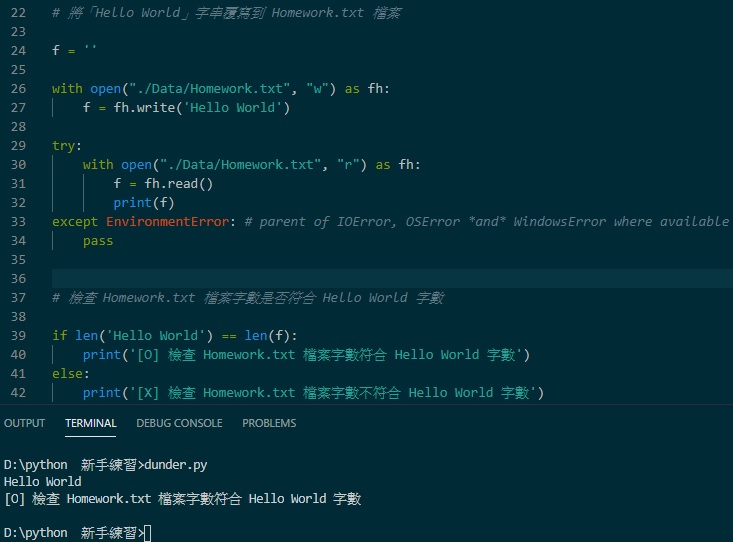 22 # 將「Hello World」字串覆寫到 Homework.txt 檔案
23
24 f = ''
25
26 with open("./Data/Homework.txt", "w") as fh:
27     f = fh.write('Hello World')
28
29 try:
30     with open("./Data/Homework.txt", "r") as fh:
31         f = fh.read()
32         print(f)
33 except EnvironmentError: # parent of IOError, OSError *and* WindowsError where available
34     pass
35
36
37 # 檢查 Homework.txt 檔案字數是否符合 Hello World 字數
38
39 if len('Hello World') == len(f):
40     print('[O] 檢查 Homework.txt 檔案字數符合 Hello World 字數')
41 else:
42     print('[X] 檢查 Homework.txt 檔案字數不符合 Hello World 字數')
OUTPUT TERMINAL DEBUG CONSOLE PROBLEMS
D:\python  新手練習>dunder.py
Hello World
[O] 檢查 Homework.txt 檔案字數符合 Hello World 字數
D:\python  新手練習>